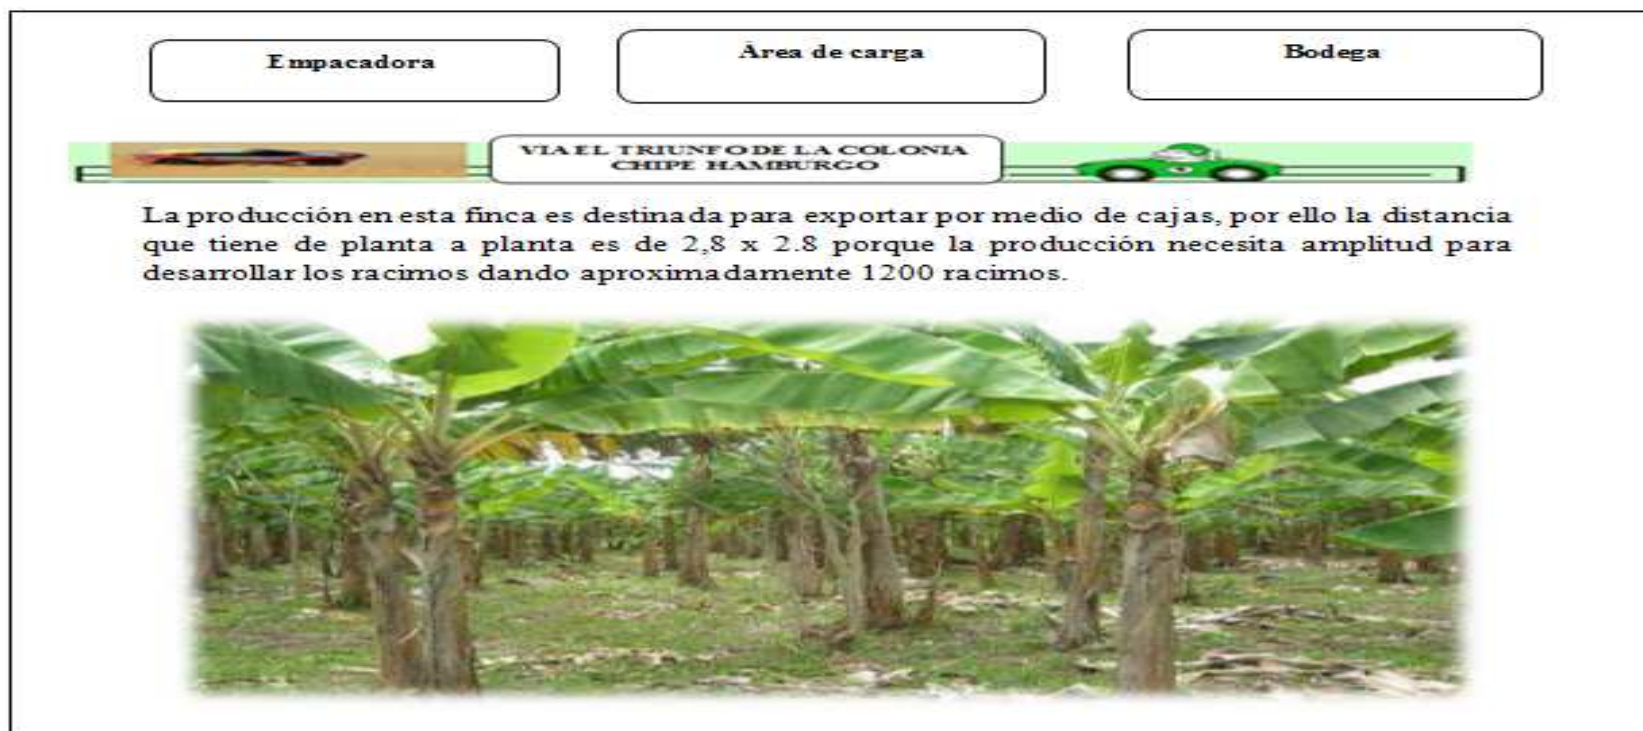 Empacadora
Área de carga
Bodega
VIA EL TRIUNFO DE LA COLONIA
CHIPE HAMBURGO
La producción en esta finca es destinada para exportar por medio de cajas, por ello la distancia
que tiene de planta a planta es de 2,8 x 2.8 porque la producción necesita amplitud para
desarrollar los racimos dando aproximadamente 1200 racimos.